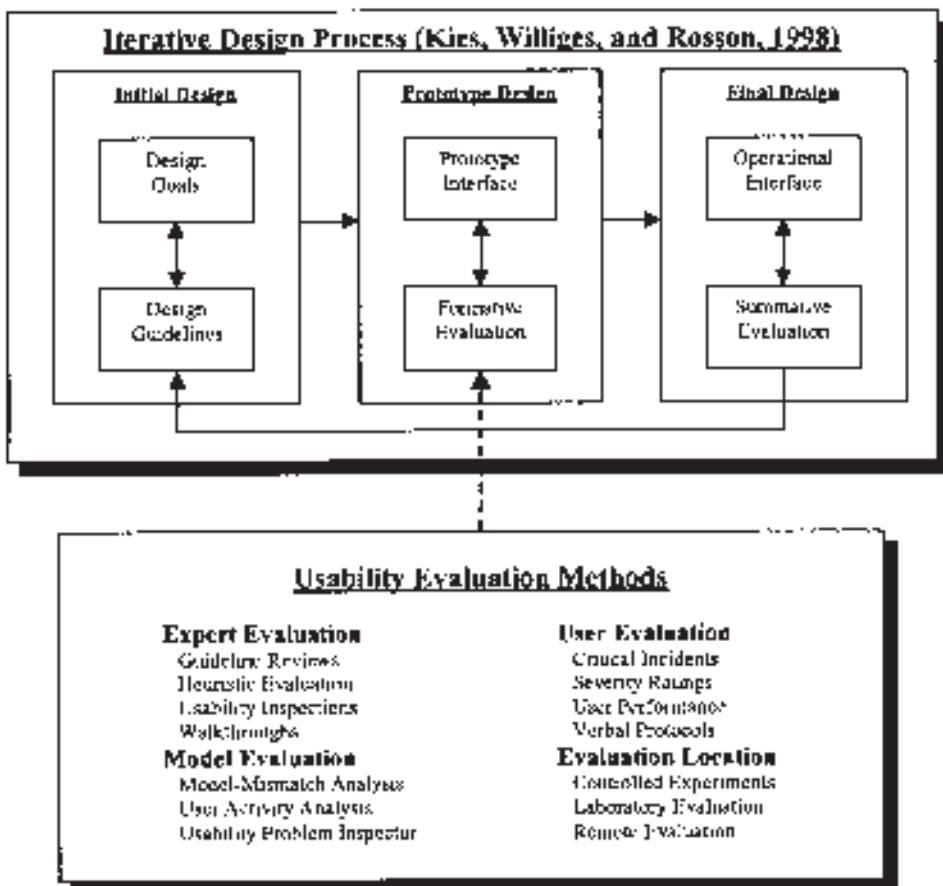 Iterative Design Process (Kies, Williges, and Rosson, 1998)
Initial Design
Design
Goals
Design
Guidelines
Prototype Design
Prototype
Interface
Formative
Evaluation
Final Design
Operational
Interface
Summative
Evaluation
Usability Evaluation Methods
Expert Evaluation
Guideline Reviews
Heuristic Evaluation
Usability Inspections
Walkthroughs
Model Evaluation
Model-Mismatch Analysis
User Activity Analysis
Usability Problem Inspector
User Evaluation
Critical Incidents
Severity Ratings
User Performance
Verbal Protocols
Evaluation Location
Controlled Experiments
Laboratory Evaluation
Remote Evaluation